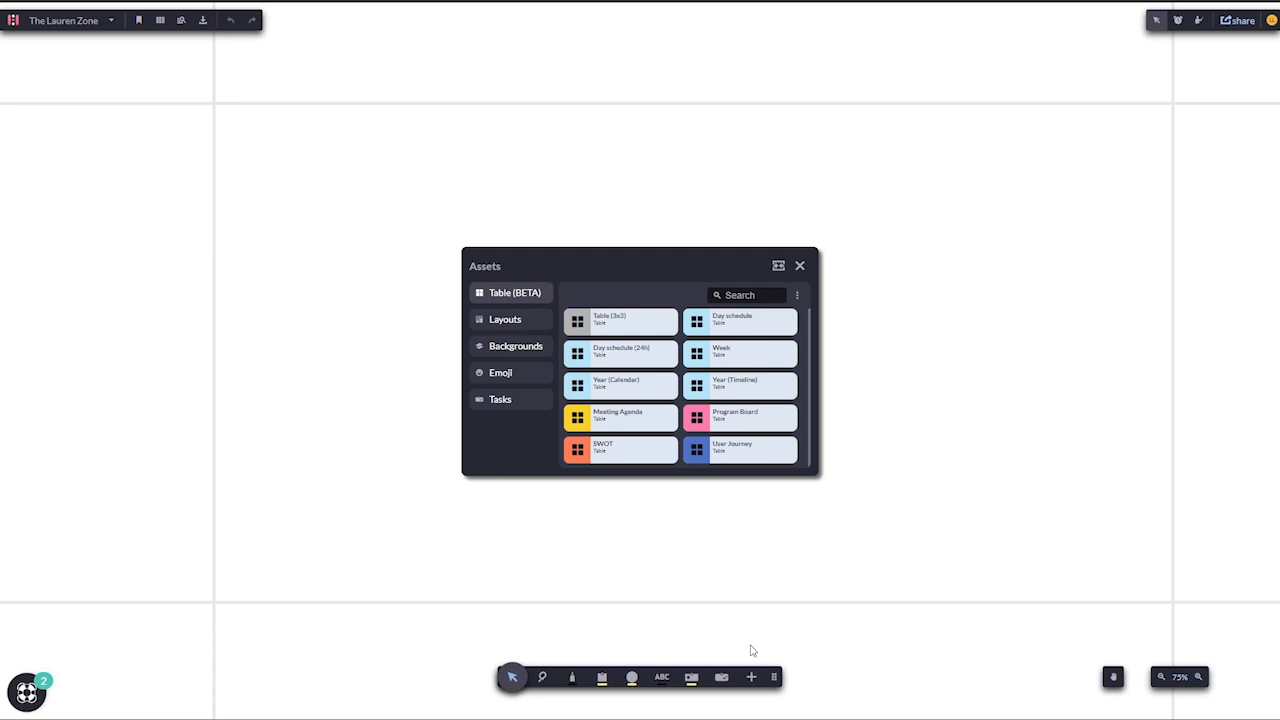 The Lauren Zone
share
Assets
Table (BETA)
Layouts
Backgrounds
Emoji
Tasks
Search
Table (3x3)
Table
Day schedule
Table
Day schedule (24h)
Table
Week
Table
Year (Calendar)
Table
Year (Timeline)
Table
Meeting Agenda
Table
Program Board
Table
SWOT
Table
User Journey
Table
2
ABC
75%